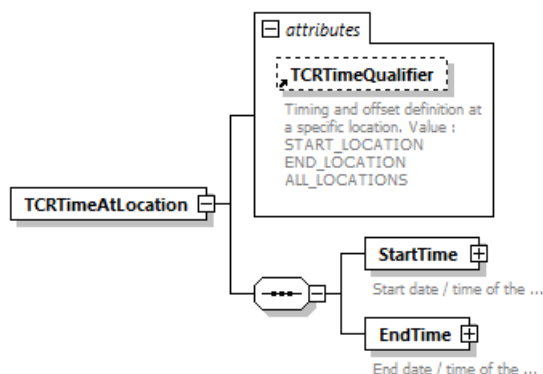 attributes
TCRTimeQualifier
Timing and offset definition at
a specific location. Value :
START_LOCATION
END_LOCATION
ALL_LOCATIONS
TCRTimeAtLocation
StartTime
Start date / time of the ...
EndTime
End date / time of the ...